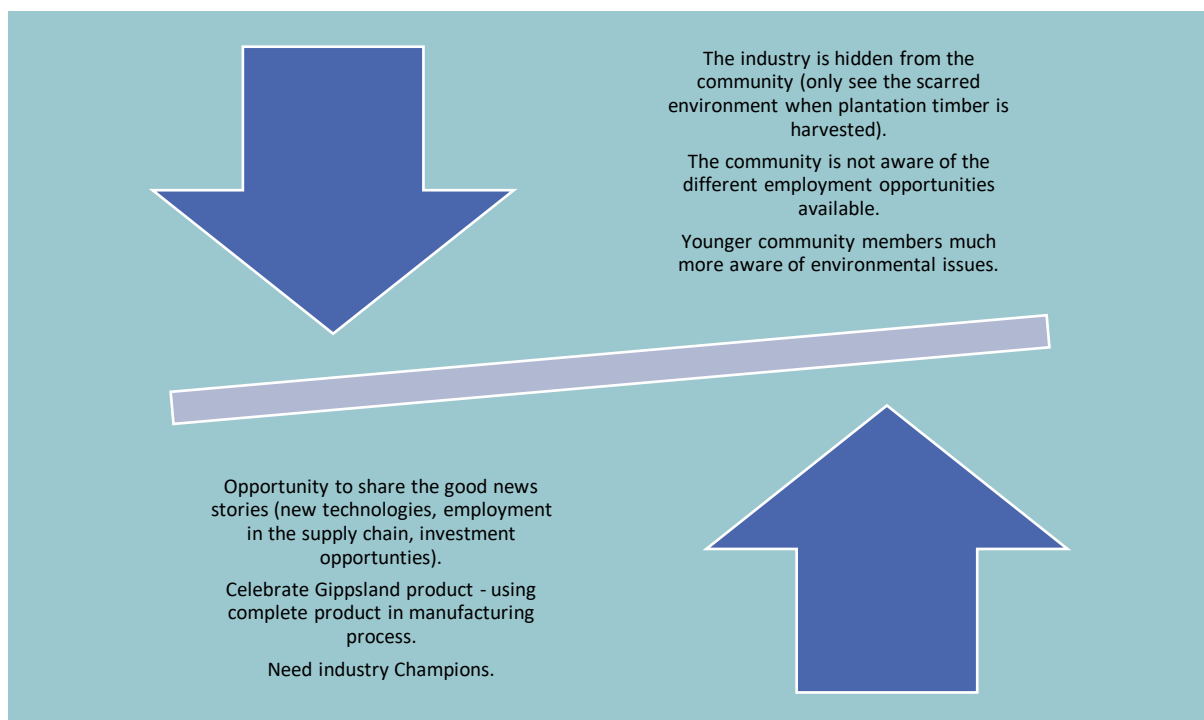 The industry is hidden from the
community (only see the scarred
environment when plantation timber is
harvested).
The community is not aware of the
different employment opportunities
available.
Younger community members much
more aware of environmental issues.
Opportunity to share the good news
stories (new technologies, employment
in the supply chain, investment
opportunties).
Celebrate Gippsland product - using
complete product in manufacturing
process.
Need industry Champions.